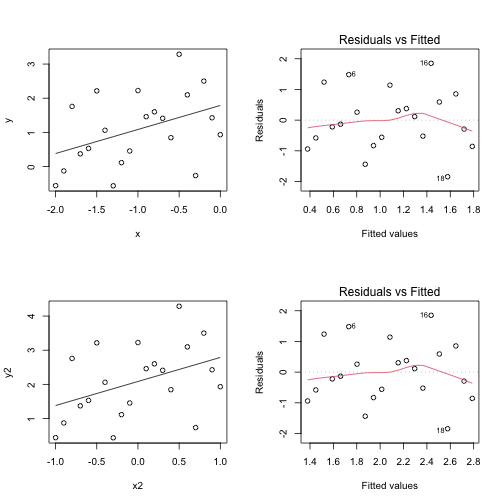 Residuals vs Fitted
y
0 1 2 3
-2.0 -1.5 -1.0 -0.5 0.0
x
Residuals
-2 -1 0 1 2
16
6
18
0.4 0.6 0.8 1.0 1.2 1.4 1.6 1.8
Fitted values
Residuals vs Fitted
y2
1 2 3 4
-1.0 -0.5 0.0 0.5 1.0
x2
Residuals
-2 -1 0 1 2
16
6
18
1.4 1.6 1.8 2.0 2.2 2.4 2.6 2.8
Fitted values